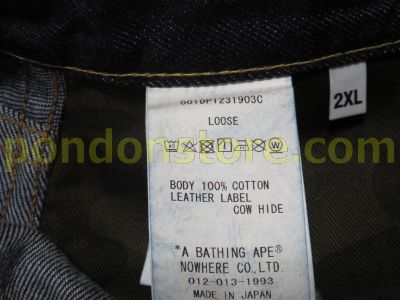 001DP1231903C
LOOSE
2XL
pondonstore.com
BODY 100% COTTON
LEATHER LABEL
COW HIDE
*A BATHING APE®
NOWHERE CO.,LTD.
012-013-1993
MADE IN JAPAN